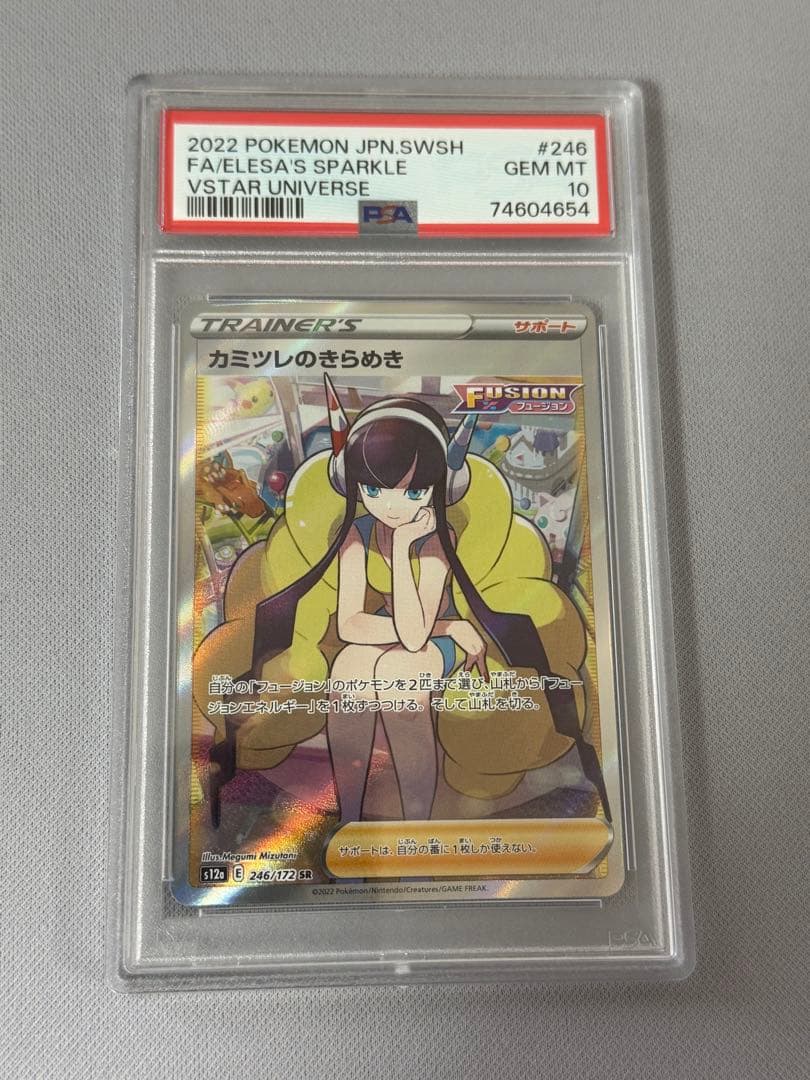 2022 POKEMON JPN.SWSH #246
FA/ELESA'S SPARKLE GEM MT
VSTAR UNIVERSE 10
PSA 74604654
TRAINER'S サポート
カミツレのきらめき
FUSION
フュージョン
自分の「フュージョン」のポケモンを2匹まで選び、山札から「フュー
ジョンエネルギー」を1枚ずつつける。そして山札を切る。
サポートは、自分の番に1枚しか使えない。
Illus. Megumi Mizutani
s12a E 246/172 SR
©2022 Pokémon/Nintendo/Creatures/GAME FREAK.
PSA